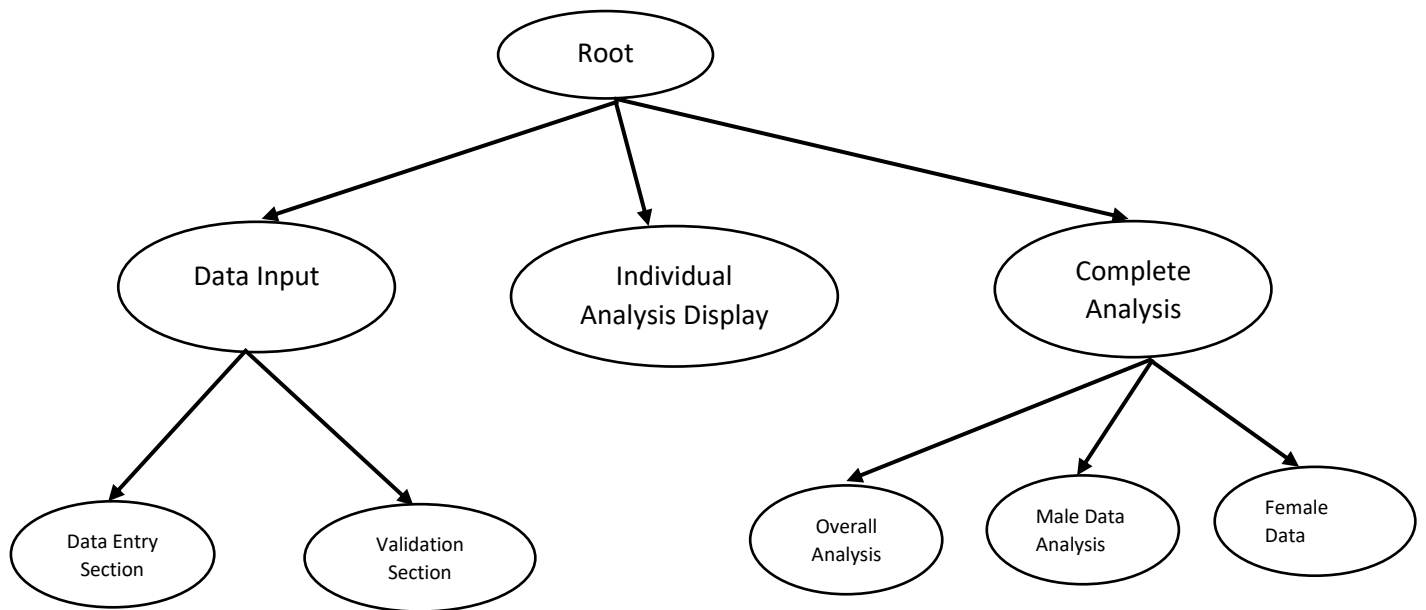 Root
Data Input
Individual
Analysis Display
Complete
Analysis
Data Entry
Section
Validation
Section
Overall
Analysis
Male Data
Analysis
Female
Data